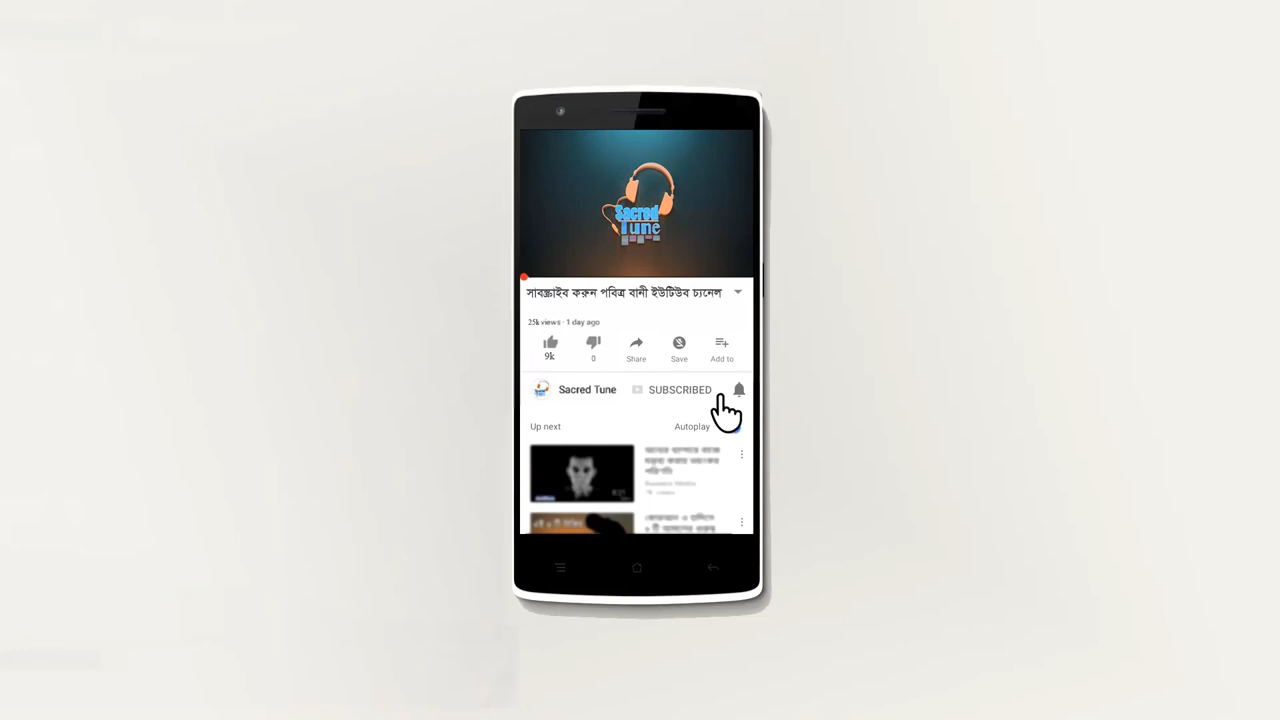 Sacred
Tune
সাবস্ক্রাইব করুন পবিত্র বানী ইউটিউব চ্যনেল
25k views · 1 day ago
9k
0
Share
Save
Add to
Sacred Tune
SUBSCRIBED
Up next
Autoplay